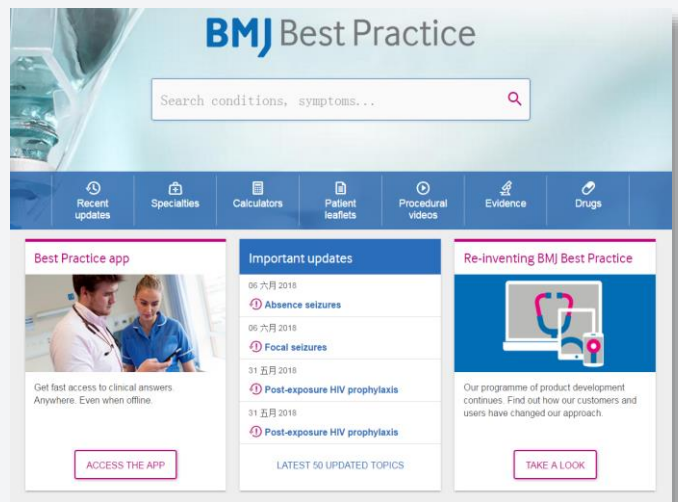 BMJ Best Practice
Search conditions, symptoms...
Recent
updates
Specialties
Calculators
Patient
leaflets
Procedural
videos
Evidence
Drugs
Best Practice app
Get fast access to clinical answers.
Anywhere. Even when offline.
ACCESS THE APP
Important updates
06 六月 2018
Absence seizures
06 六月 2018
Focal seizures
31 五月 2018
Post-exposure HIV prophylaxis
31 五月 2018
Post-exposure HIV prophylaxis
LATEST 50 UPDATED TOPICS
Re-inventing BMJ Best Practice
Our programme of product development
continues. Find out how our customers and
users have changed our approach.
TAKE A LOOK